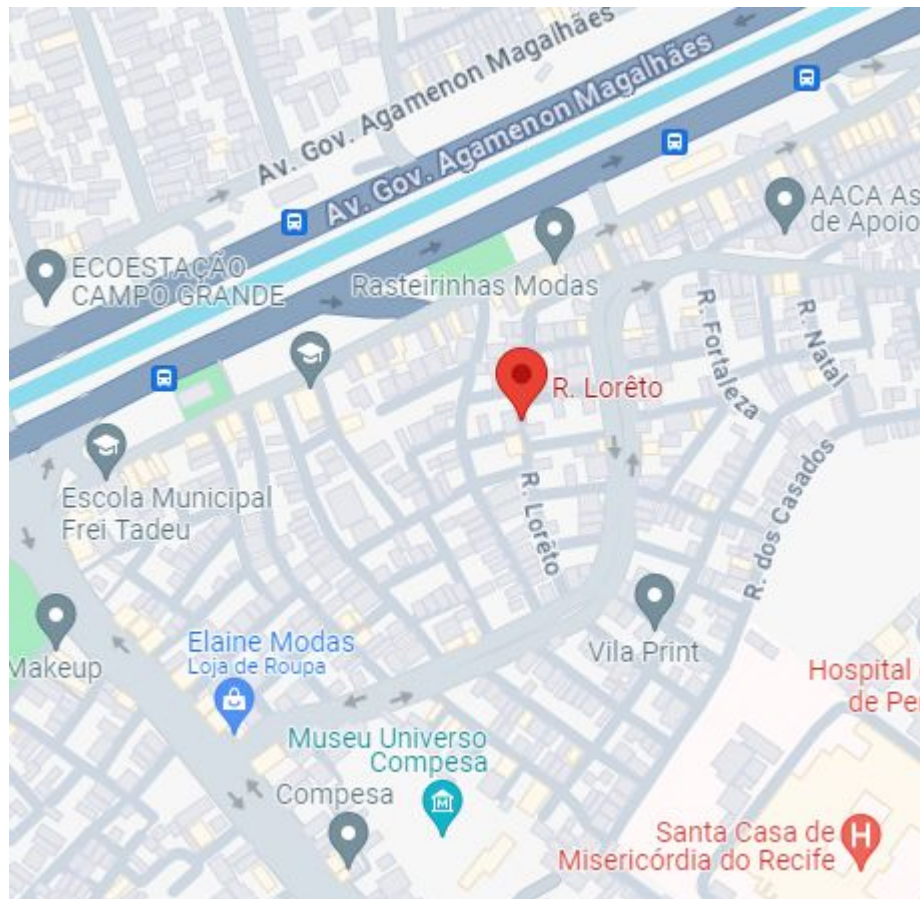 Av. Gov. Agamenon Magalhães
Av. Gov. Agamenon Magalhães
AACA As
de Apoio
ECOESTAÇÃO
CAMPO GRANDE
Rasteirinhas Modas
R. Fortaleza
R. Natal
R. Lorêto
Escola Municipal
Frei Tadeu
R. Lorêto
R. dos Casados
Makeup
Elaine Modas
Loja de Roupa
Vila Print
Hospital
de Pe
Museu Universo
Compesa
Compesa
Santa Casa de
Misericórdia do Recife
H